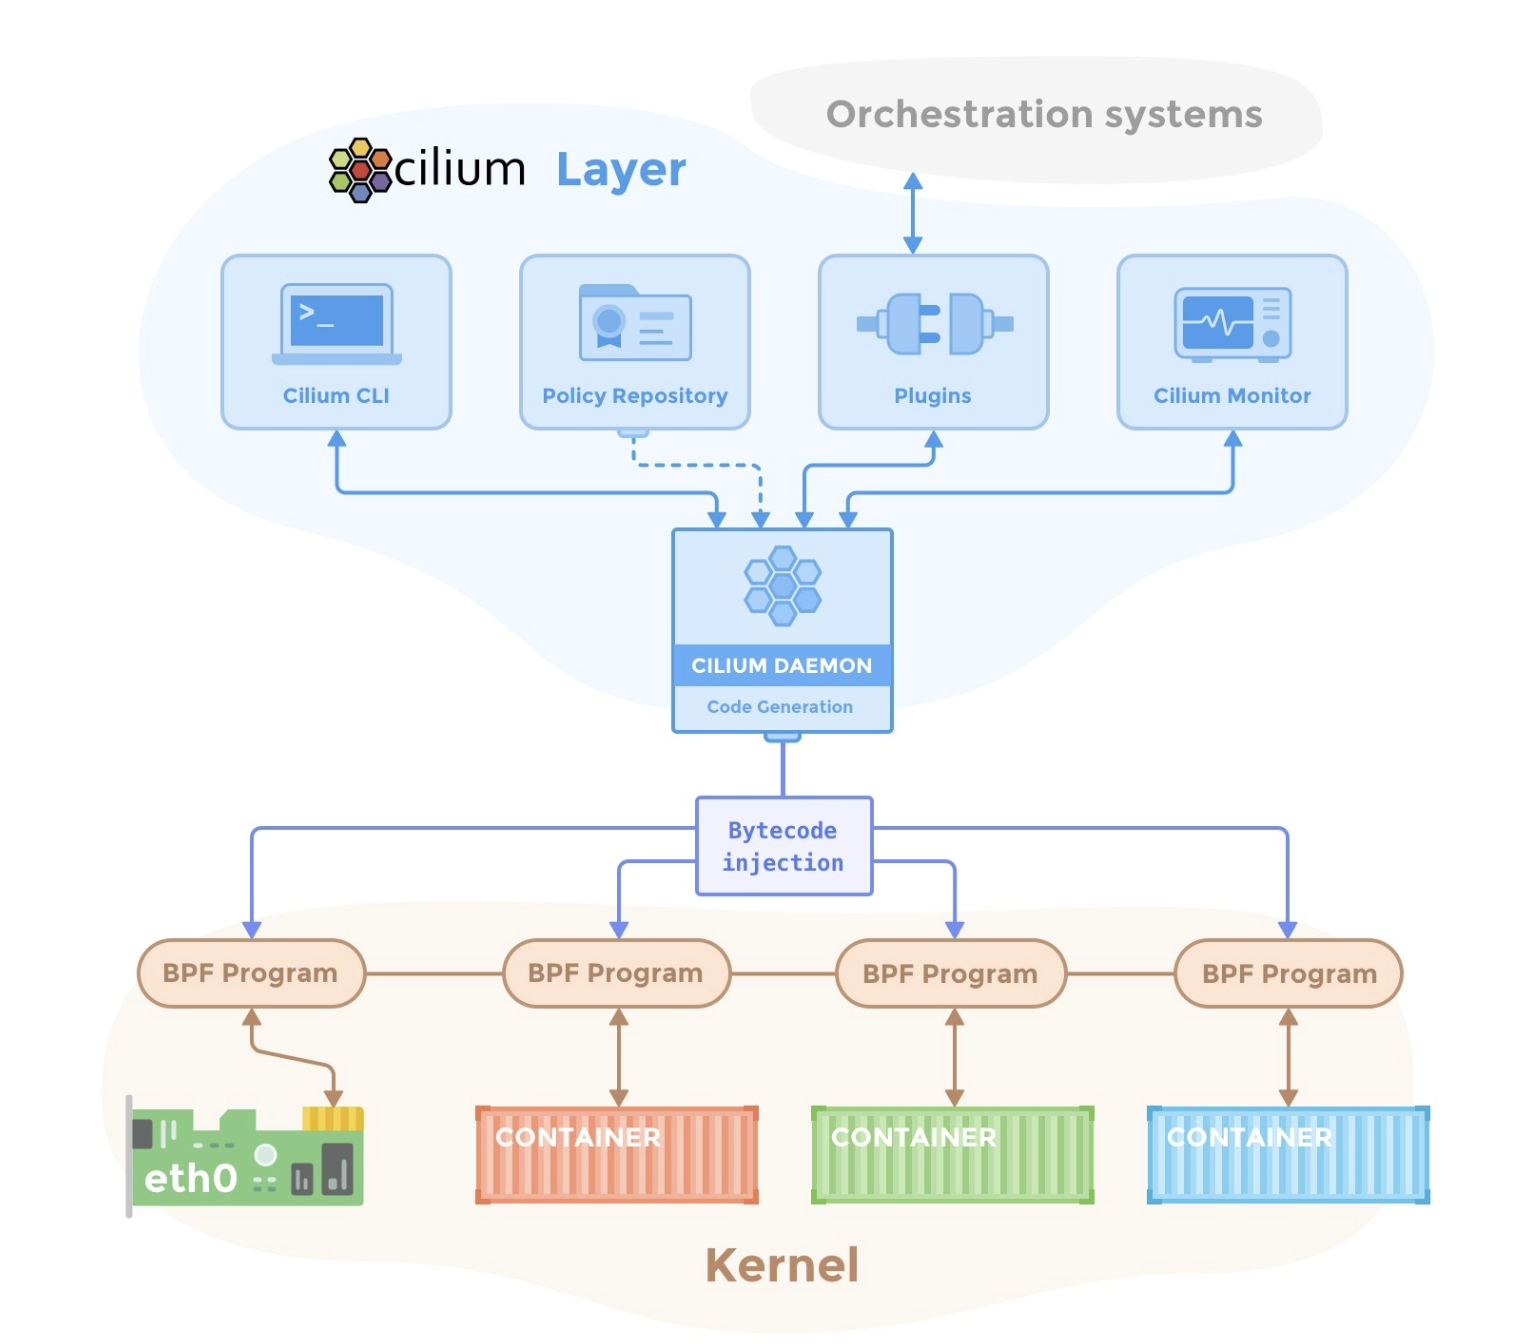 Orchestration systems
cilium Layer
>_
Cilium CLI
Policy Repository
Plugins
Cilium Monitor
CILIUM DAEMON
Code Generation
Bytecode
injection
BPF Program
BPF Program
BPF Program
BPF Program
eth0
CONTAINER
CONTAINER
CONTAINER
Kernel